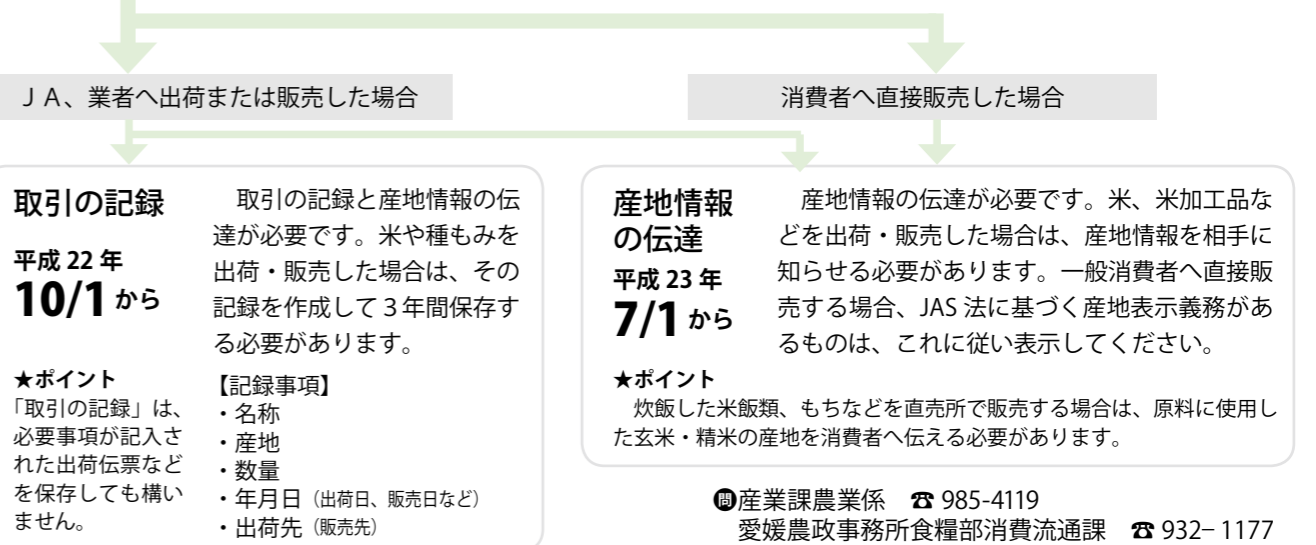 ＪＡ、業者へ出荷または販売した場合
消費者へ直接販売した場合
取引の記録
平成 22 年
10/1 から
　取引の記録と産地情報の伝
達が必要です。米や種もみを
出荷・販売した場合は、その
記録を作成して３年間保存す
る必要があります。
★ポイント
「取引の記録」は、
必要事項が記入さ
れた出荷伝票など
を保存しても構い
ません。
【記録事項】
・名称
・産地
・数量
・年月日（出荷日、販売日など）
・出荷先（販売先）
産地情報
の伝達
平成 23 年
7/1 から
　産地情報の伝達が必要です。米、米加工品な
どを出荷・販売した場合は、産地情報を相手に
知らせる必要があります。一般消費者へ直接販
売する場合、JAS 法に基づく産地表示義務があ
るものは、これに従い表示してください。
★ポイント
　炊飯した米飯類、もちなどを直売所で販売する場合は、原料に使用し
た玄米・精米の産地を消費者へ伝える必要があります。
問産業課農業係　☎ 985-4119
愛媛農政事務所食糧部消費流通課　☎ 932– 1177